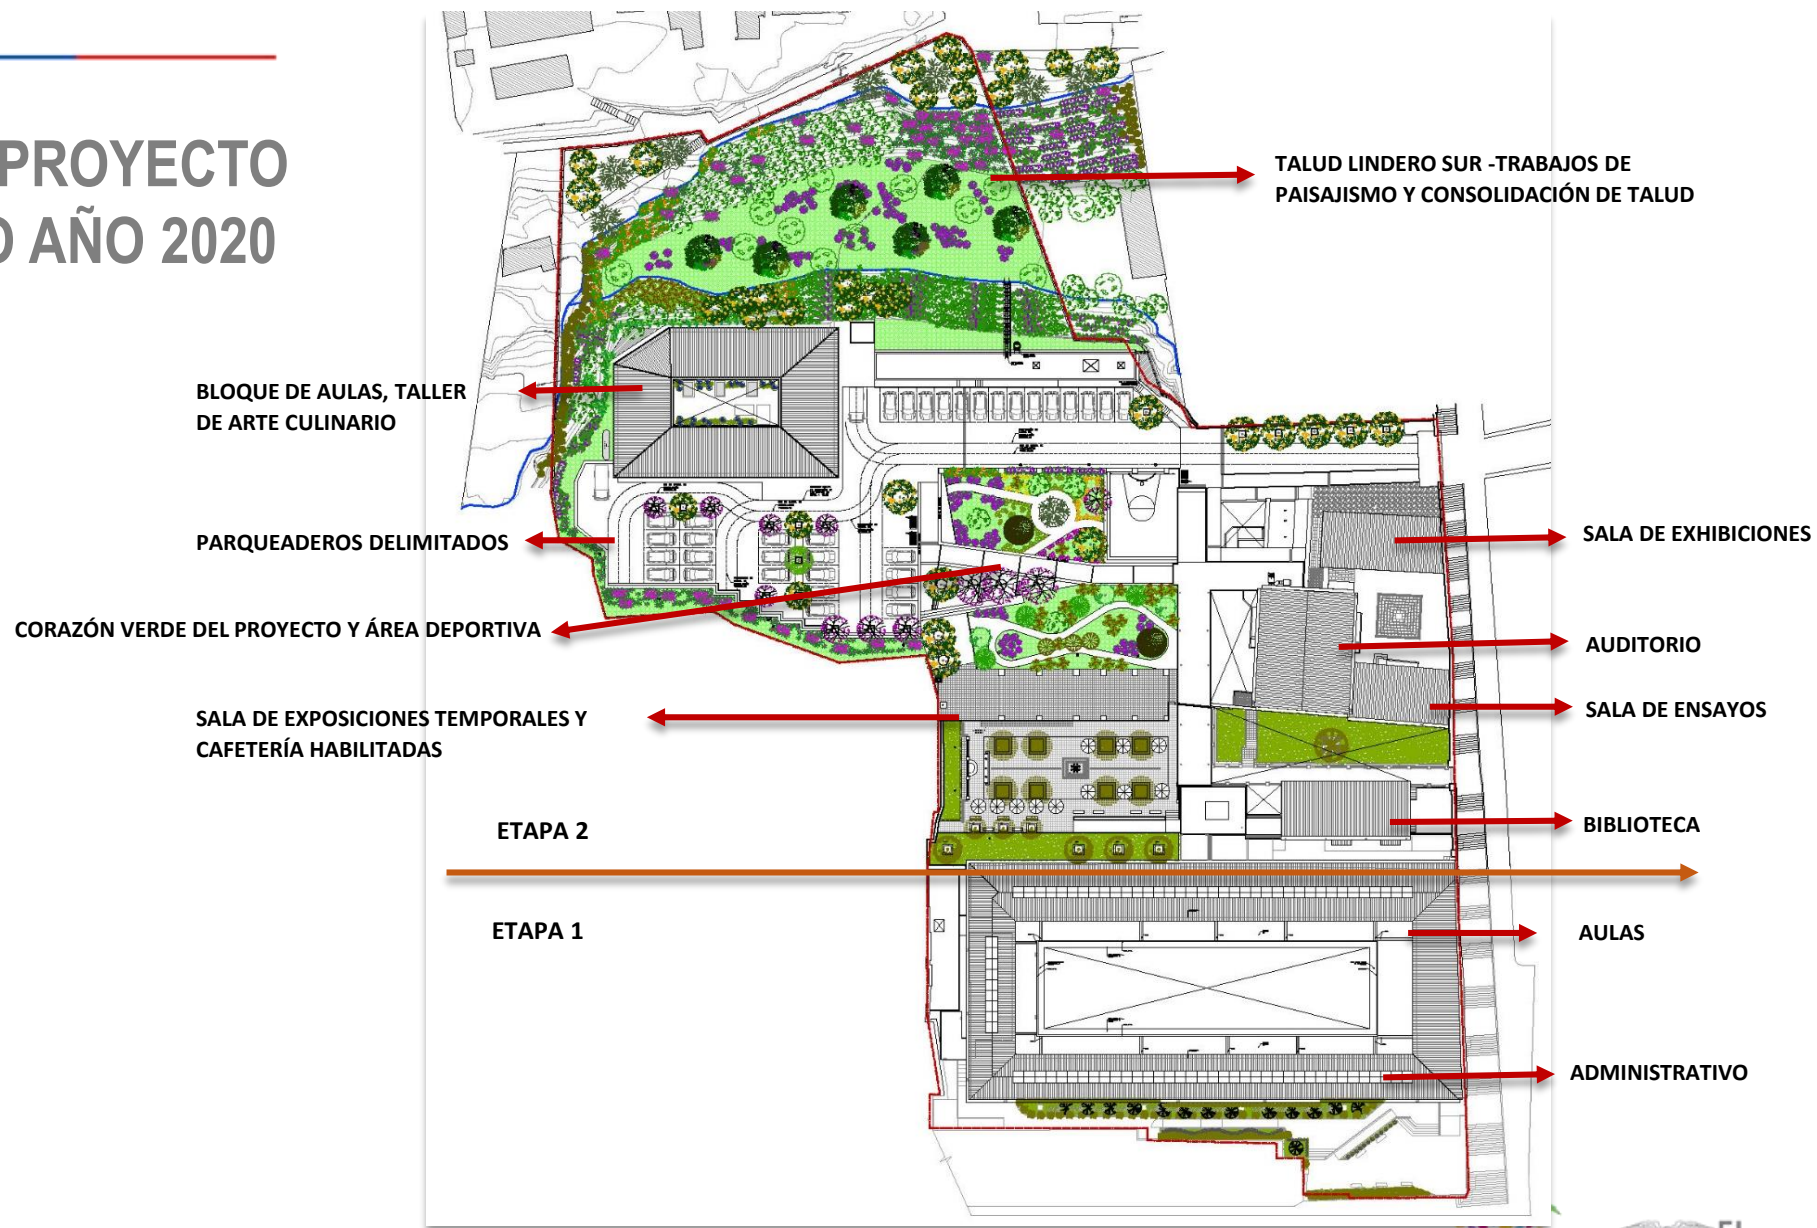 PROYECTO
O AÑO 2020
TALUD LINDERO SUR -TRABAJOS DE
PAISAJISMO Y CONSOLIDACIÓN DE TALUD
BLOQUE DE AULAS, TALLER
DE ARTE CULINARIO
PARQUEADEROS DELIMITADOS
SALA DE EXHIBICIONES
CORAZÓN VERDE DEL PROYECTO Y ÁREA DEPORTIVA
AUDITORIO
SALA DE EXPOSICIONES TEMPORALES Y
CAFETERÍA HABILITADAS
SALA DE ENSAYOS
ETAPA 2
BIBLIOTECA
ETAPA 1
AULAS
ADMINISTRATIVO